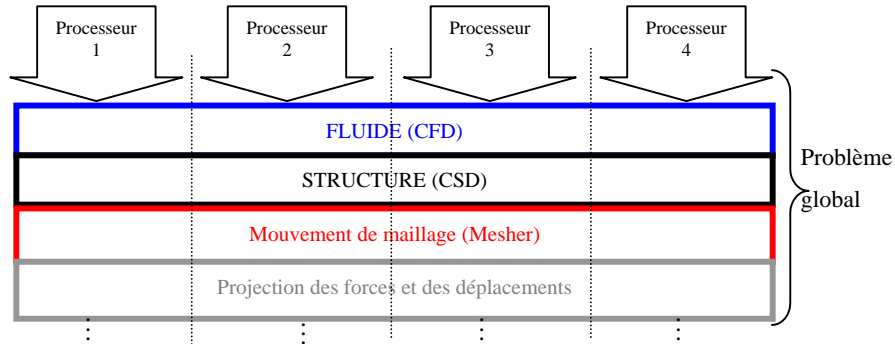 Processeur
1
Processeur
2
Processeur
3
Processeur
4
FLUIDE (CFD)
STRUCTURE (CSD)
Mouvement de maillage (Mesher)
Projection des forces et des déplacements
Problème
global